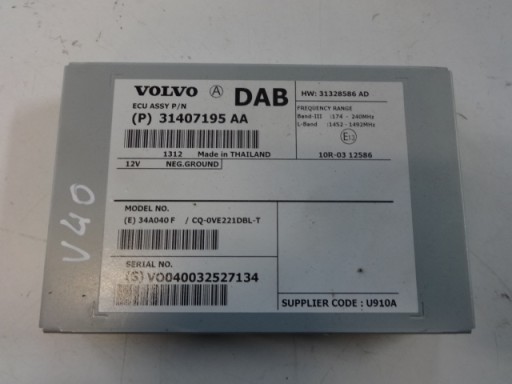 VOLVO A DAB
ECU ASSY P/N
(P) 31407195 AA
1312 Made in THAILAND
12V NEG.GROUND
HW: 31328586 AD
FREQUENCY RANGE
Band-III :174 - 240MHz
L-Band :1452-1492MHz
10R-03 12586
MODEL NO.
(E) 34A040F / CQ-0VE221DBL-T
SERIAL NO.
(S) VO040032527134
SUPPLIER CODE : U910A
V40